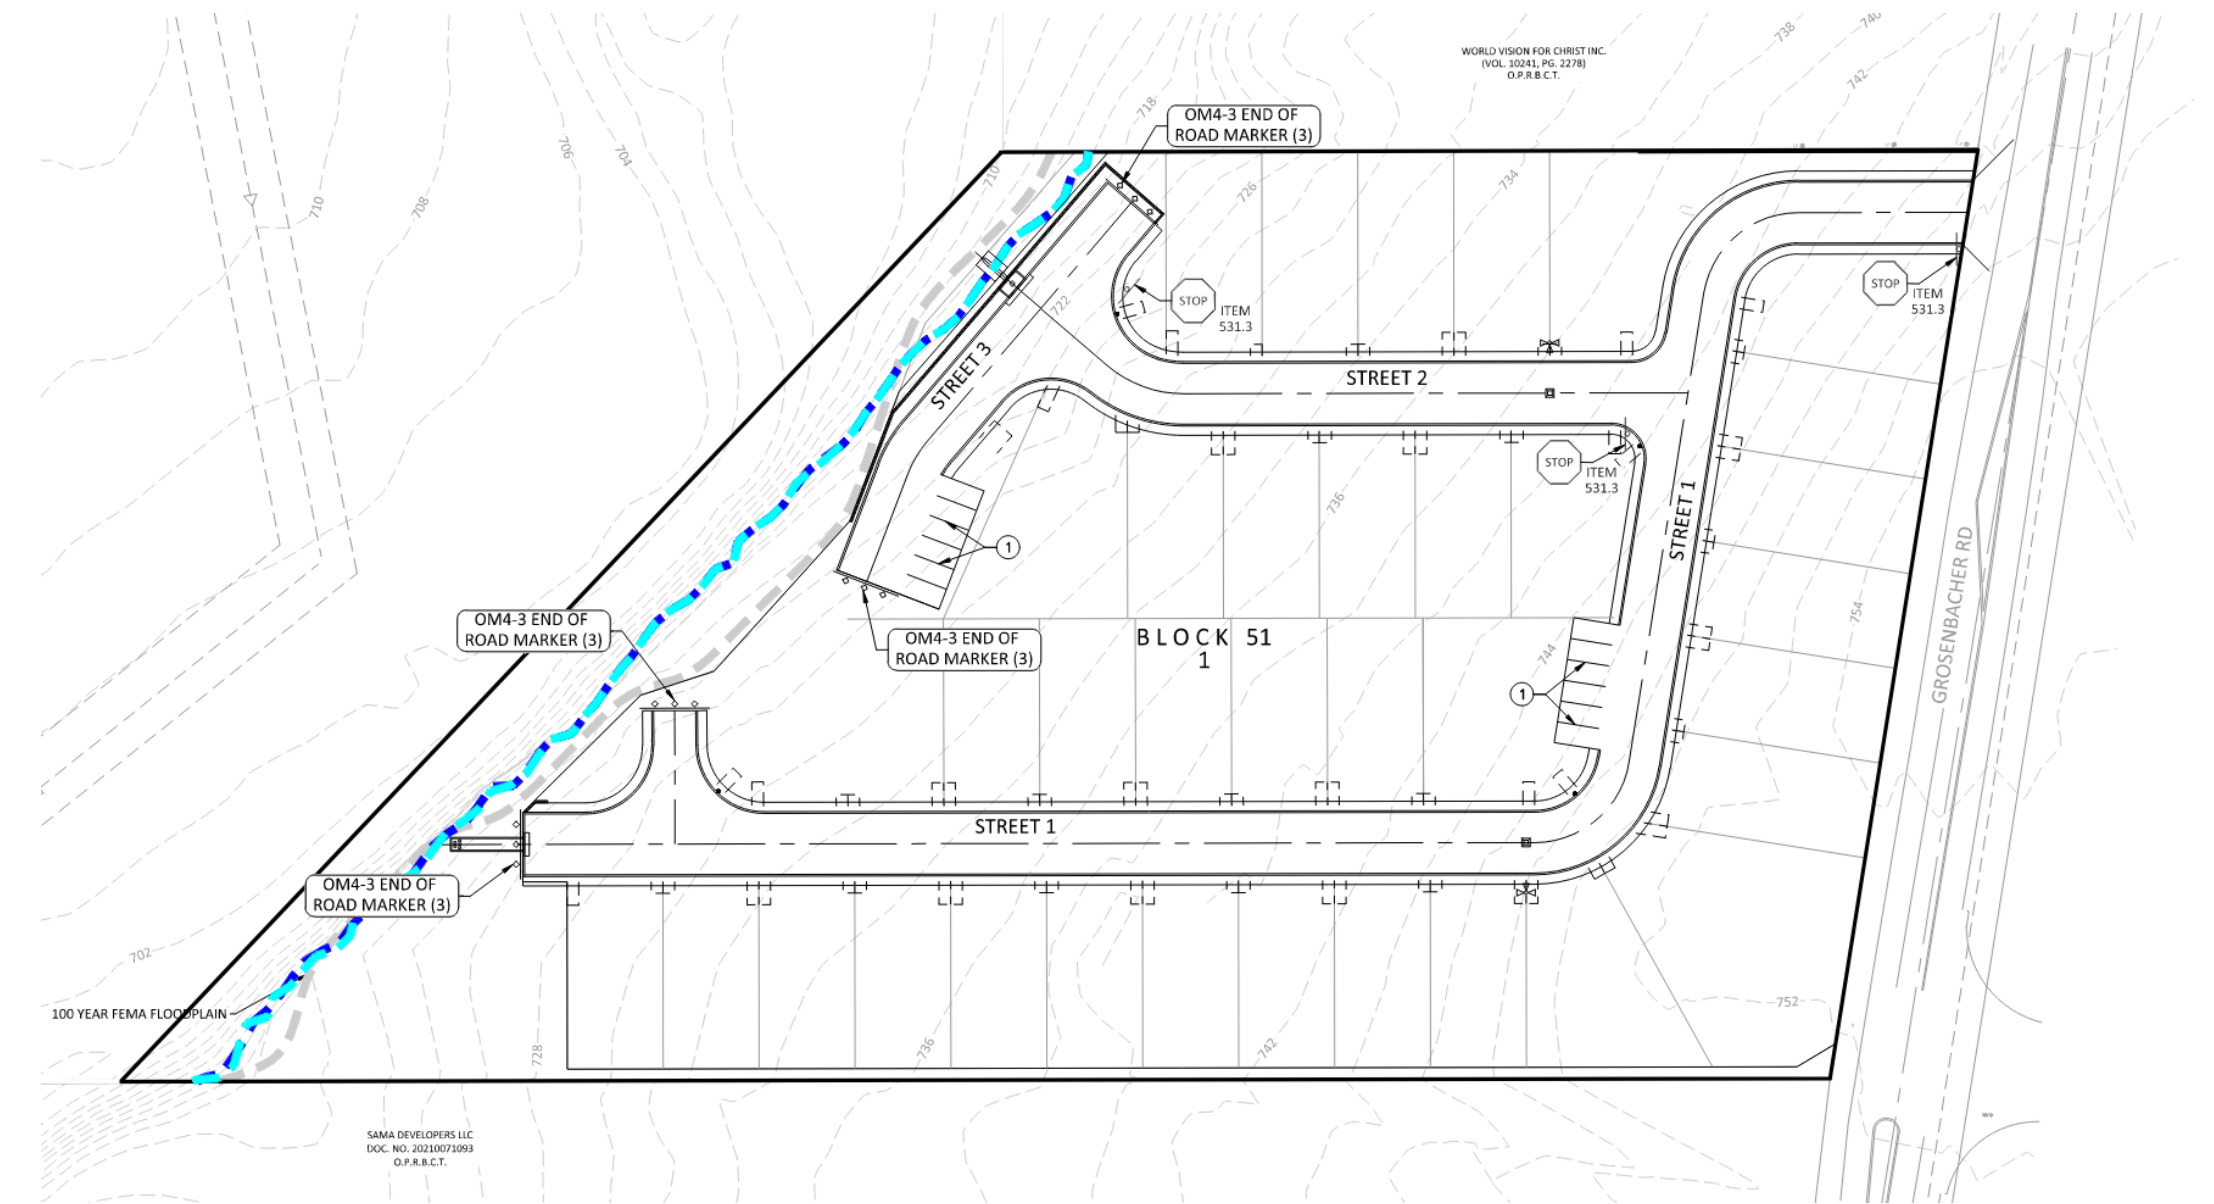 WORLD VISION FOR CHRIST INC.
(VOL. 10241, PG. 2278)
O.P.R.B.C.T.
738
740
742
718
OM4-3 END OF
ROAD MARKER (3)
706
704
710
710
708
726
734
722
STOP
ITEM
531.3
STOP
ITEM
531.3
STREET 3
STREET 2
STOP
ITEM
531.3
736
STREET 1
1
GROSENBACHER RD
754
OM4-3 END OF
ROAD MARKER (3)
OM4-3 END OF
ROAD MARKER (3)
BLOCK 51
1
744
1
STREET 1
OM4-3 END OF
ROAD MARKER (3)
702
100 YEAR FEMA FLOODPLAIN
728
736
742
752
SAMA DEVELOPERS LLC
DOC. NO. 20210071093
O.P.R.B.C.T.